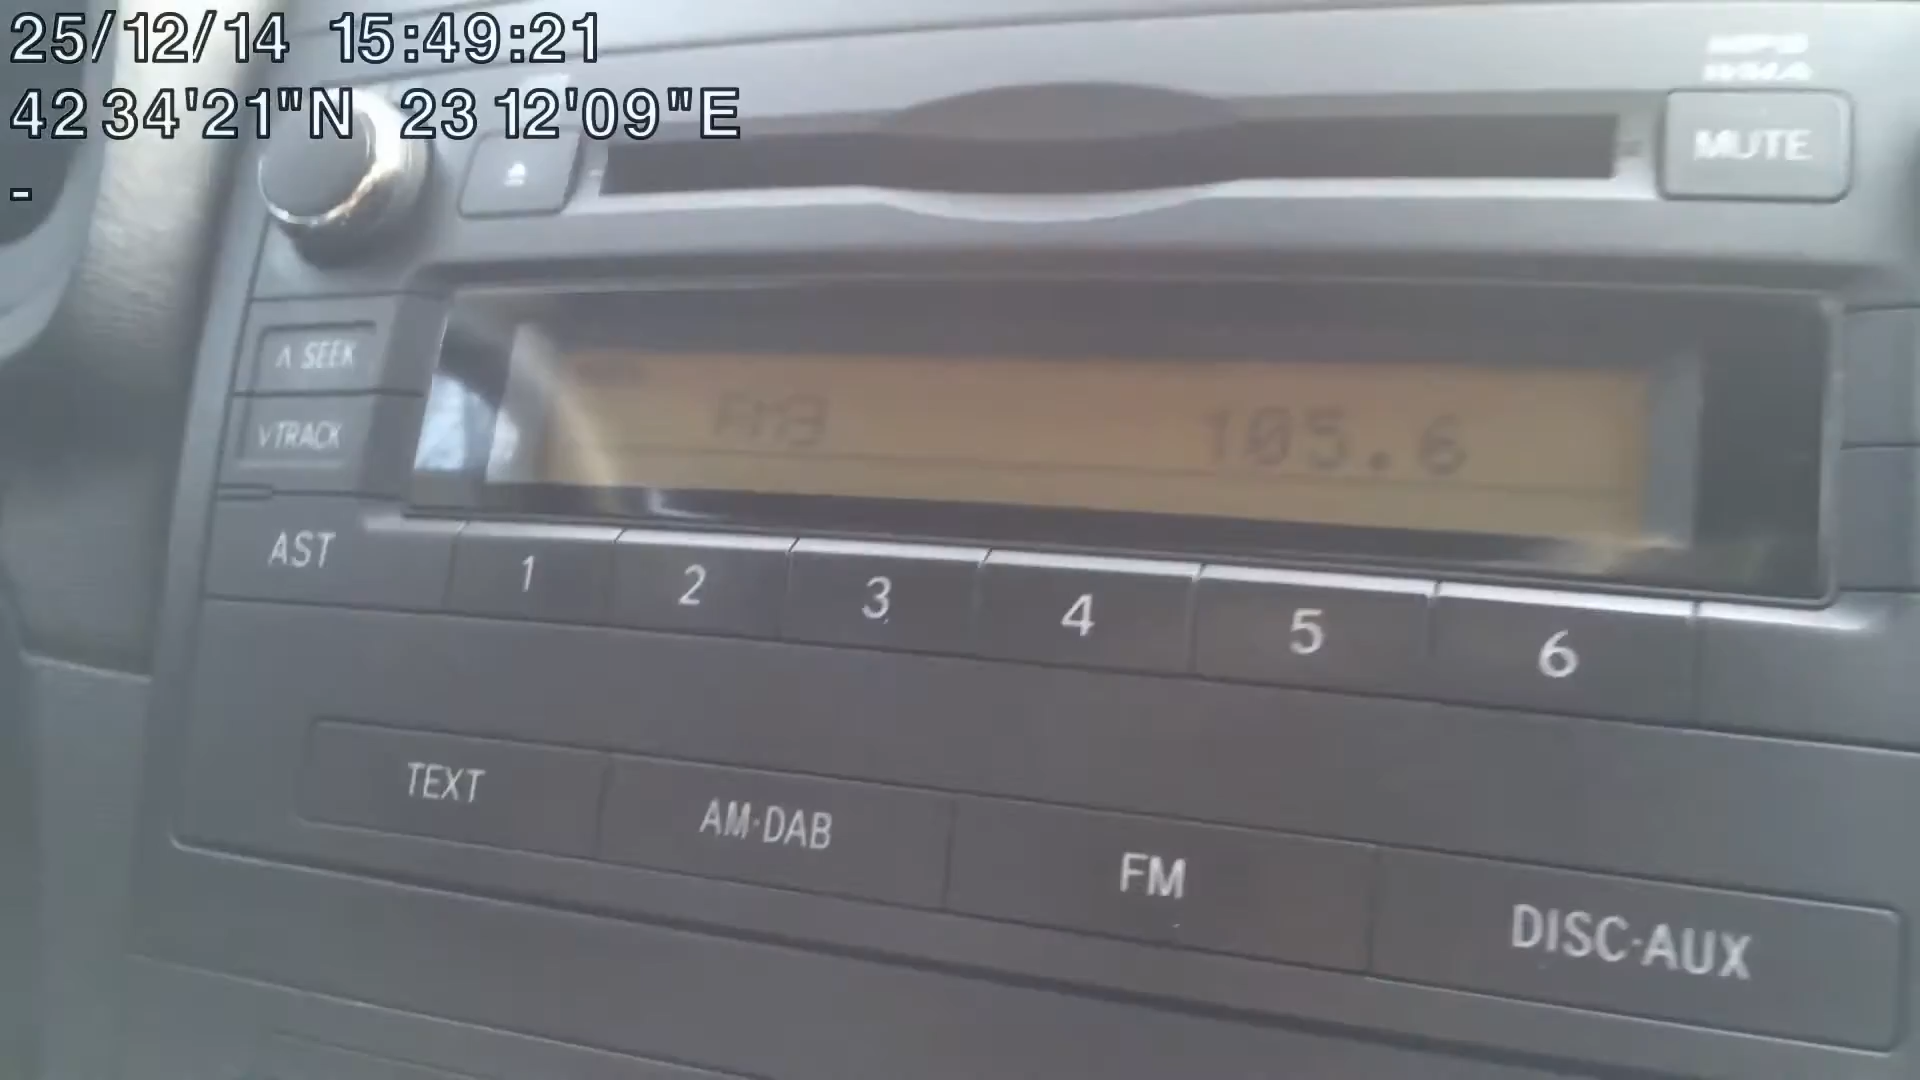 25/12/14 15:49:21
42 34'21"N 23 12'09"E
-
MUTE
∧ SEEK
FM3 105.6
∨ TRACK
AST 1 2 3 4 5 6
TEXT AM·DAB FM DISC·AUX